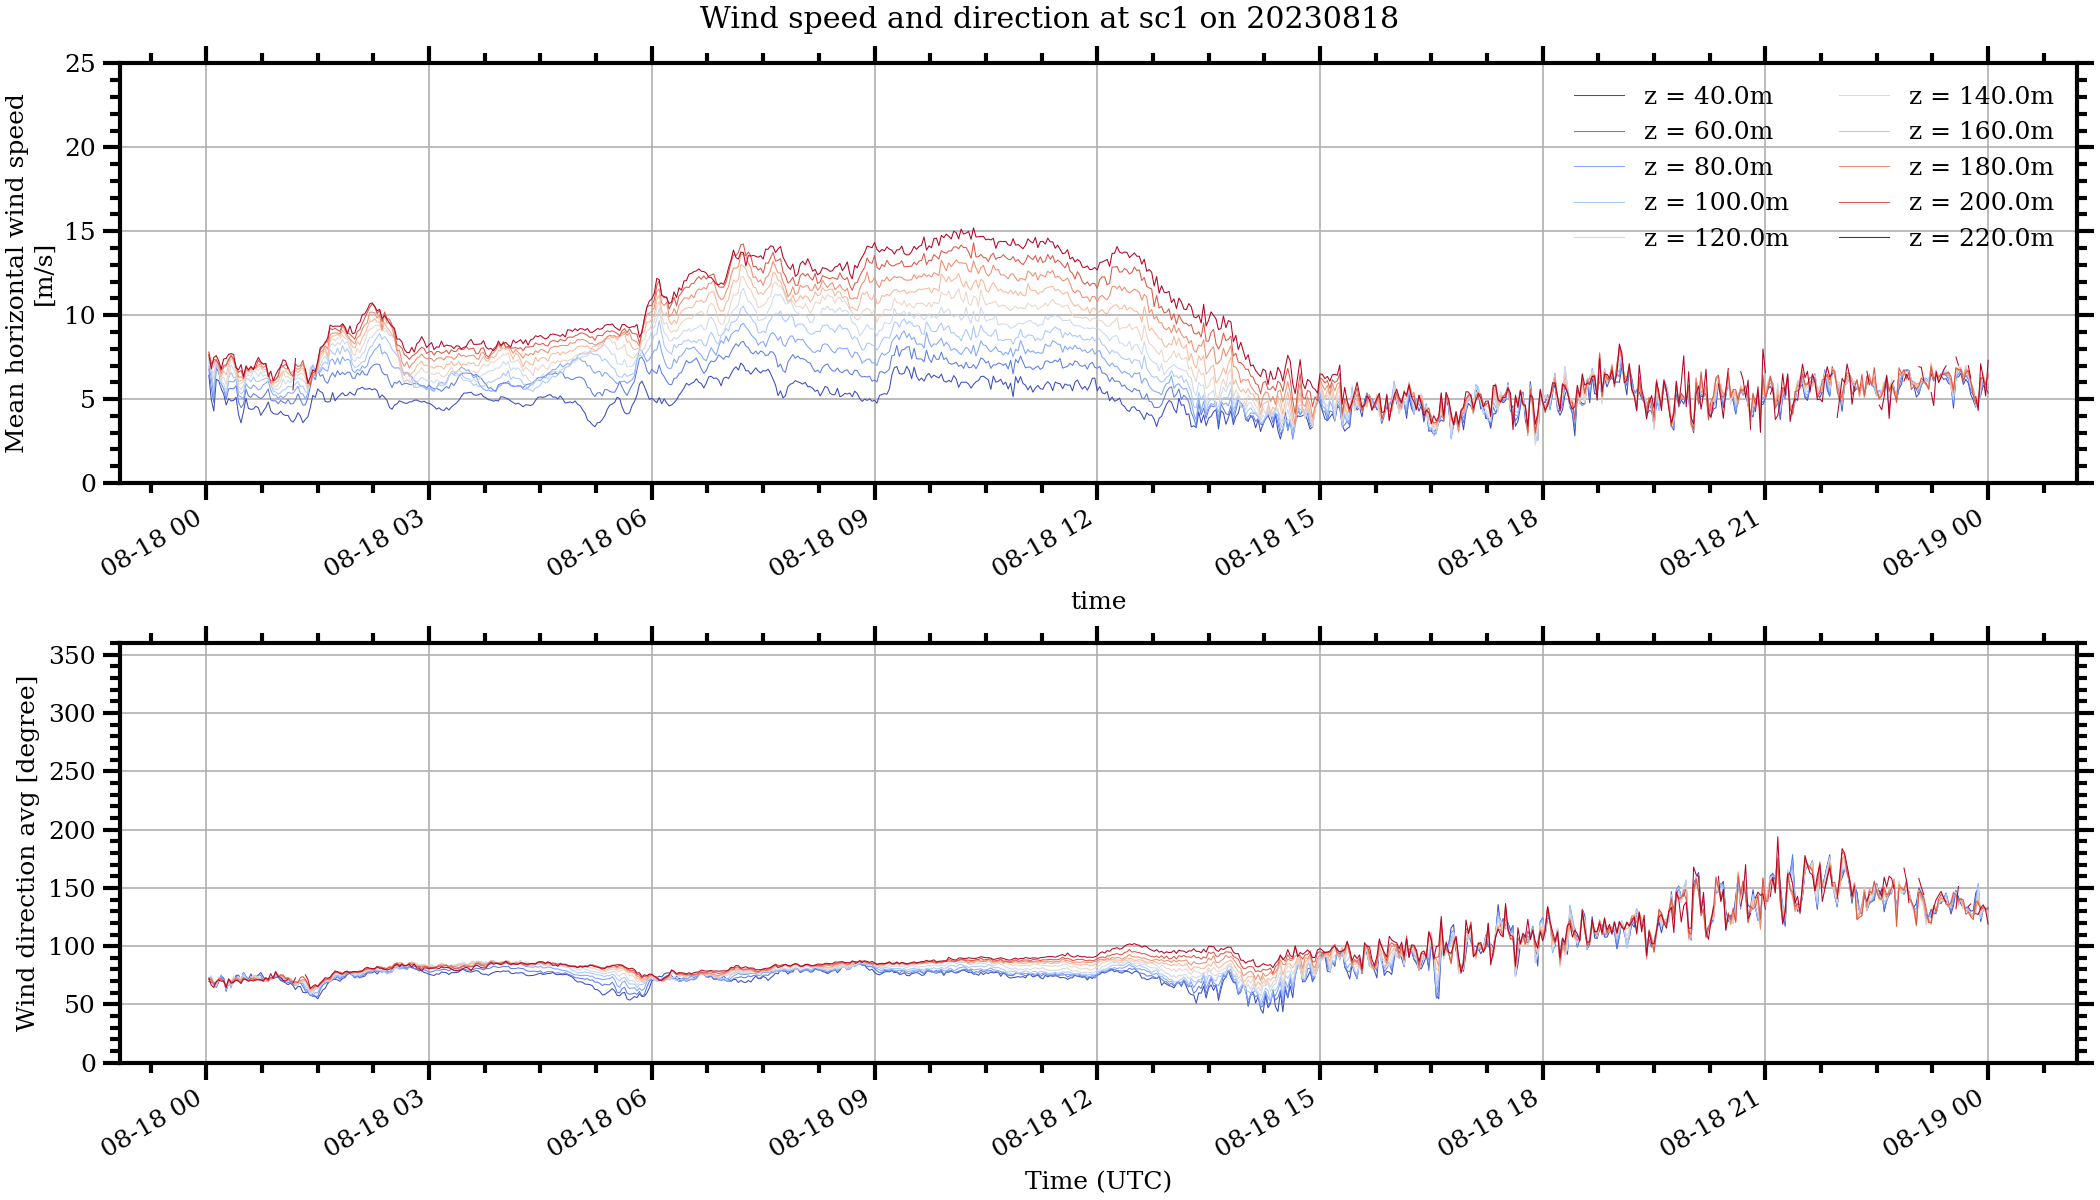 Wind speed and direction at sc1 on 20230818
Mean horizontal wind speed
[m/s]
25
20
15
10
5
0
z = 40.0m
z = 60.0m
z = 80.0m
z = 100.0m
z = 120.0m
z = 140.0m
z = 160.0m
z = 180.0m
z = 200.0m
z = 220.0m
08-18 00
08-18 03
08-18 06
08-18 09
08-18 12
08-18 15
08-18 18
08-18 21
08-19 00
time
Wind direction avg [degree]
350
300
250
200
150
100
50
0
08-18 00
08-18 03
08-18 06
08-18 09
08-18 12
08-18 15
08-18 18
08-18 21
08-19 00
Time (UTC)